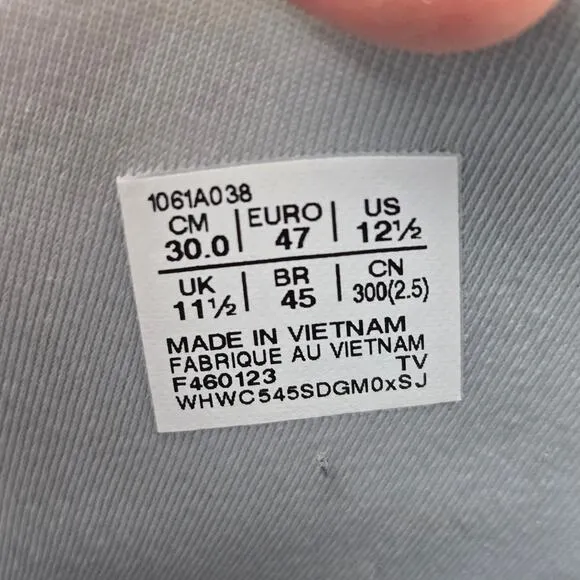 1061A038
CM | EURO | US
30.0 | 47 | 12½
UK | BR | CN
11½ | 45 | 300(2.5)
MADE IN VIETNAM
FABRIQUE AU VIETNAM
F460123 TV
WHWC545SDGM0xSJ